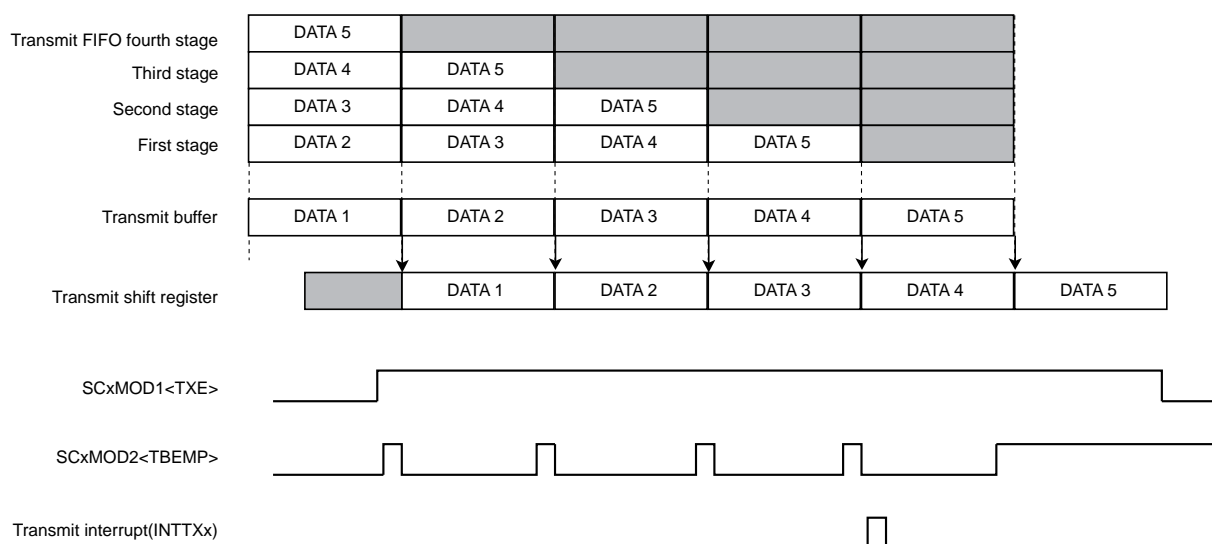 Transmit FIFO fourth stage DATA 5
Third stage DATA 4 DATA 5
Second stage DATA 3 DATA 4 DATA 5
First stage DATA 2 DATA 3 DATA 4 DATA 5
Transmit buffer DATA 1 DATA 2 DATA 3 DATA 4 DATA 5
Transmit shift register DATA 1 DATA 2 DATA 3 DATA 4 DATA 5
SCxMOD1<TXE>
SCxMOD2<TBEMP>
Transmit interrupt(INTTXx)